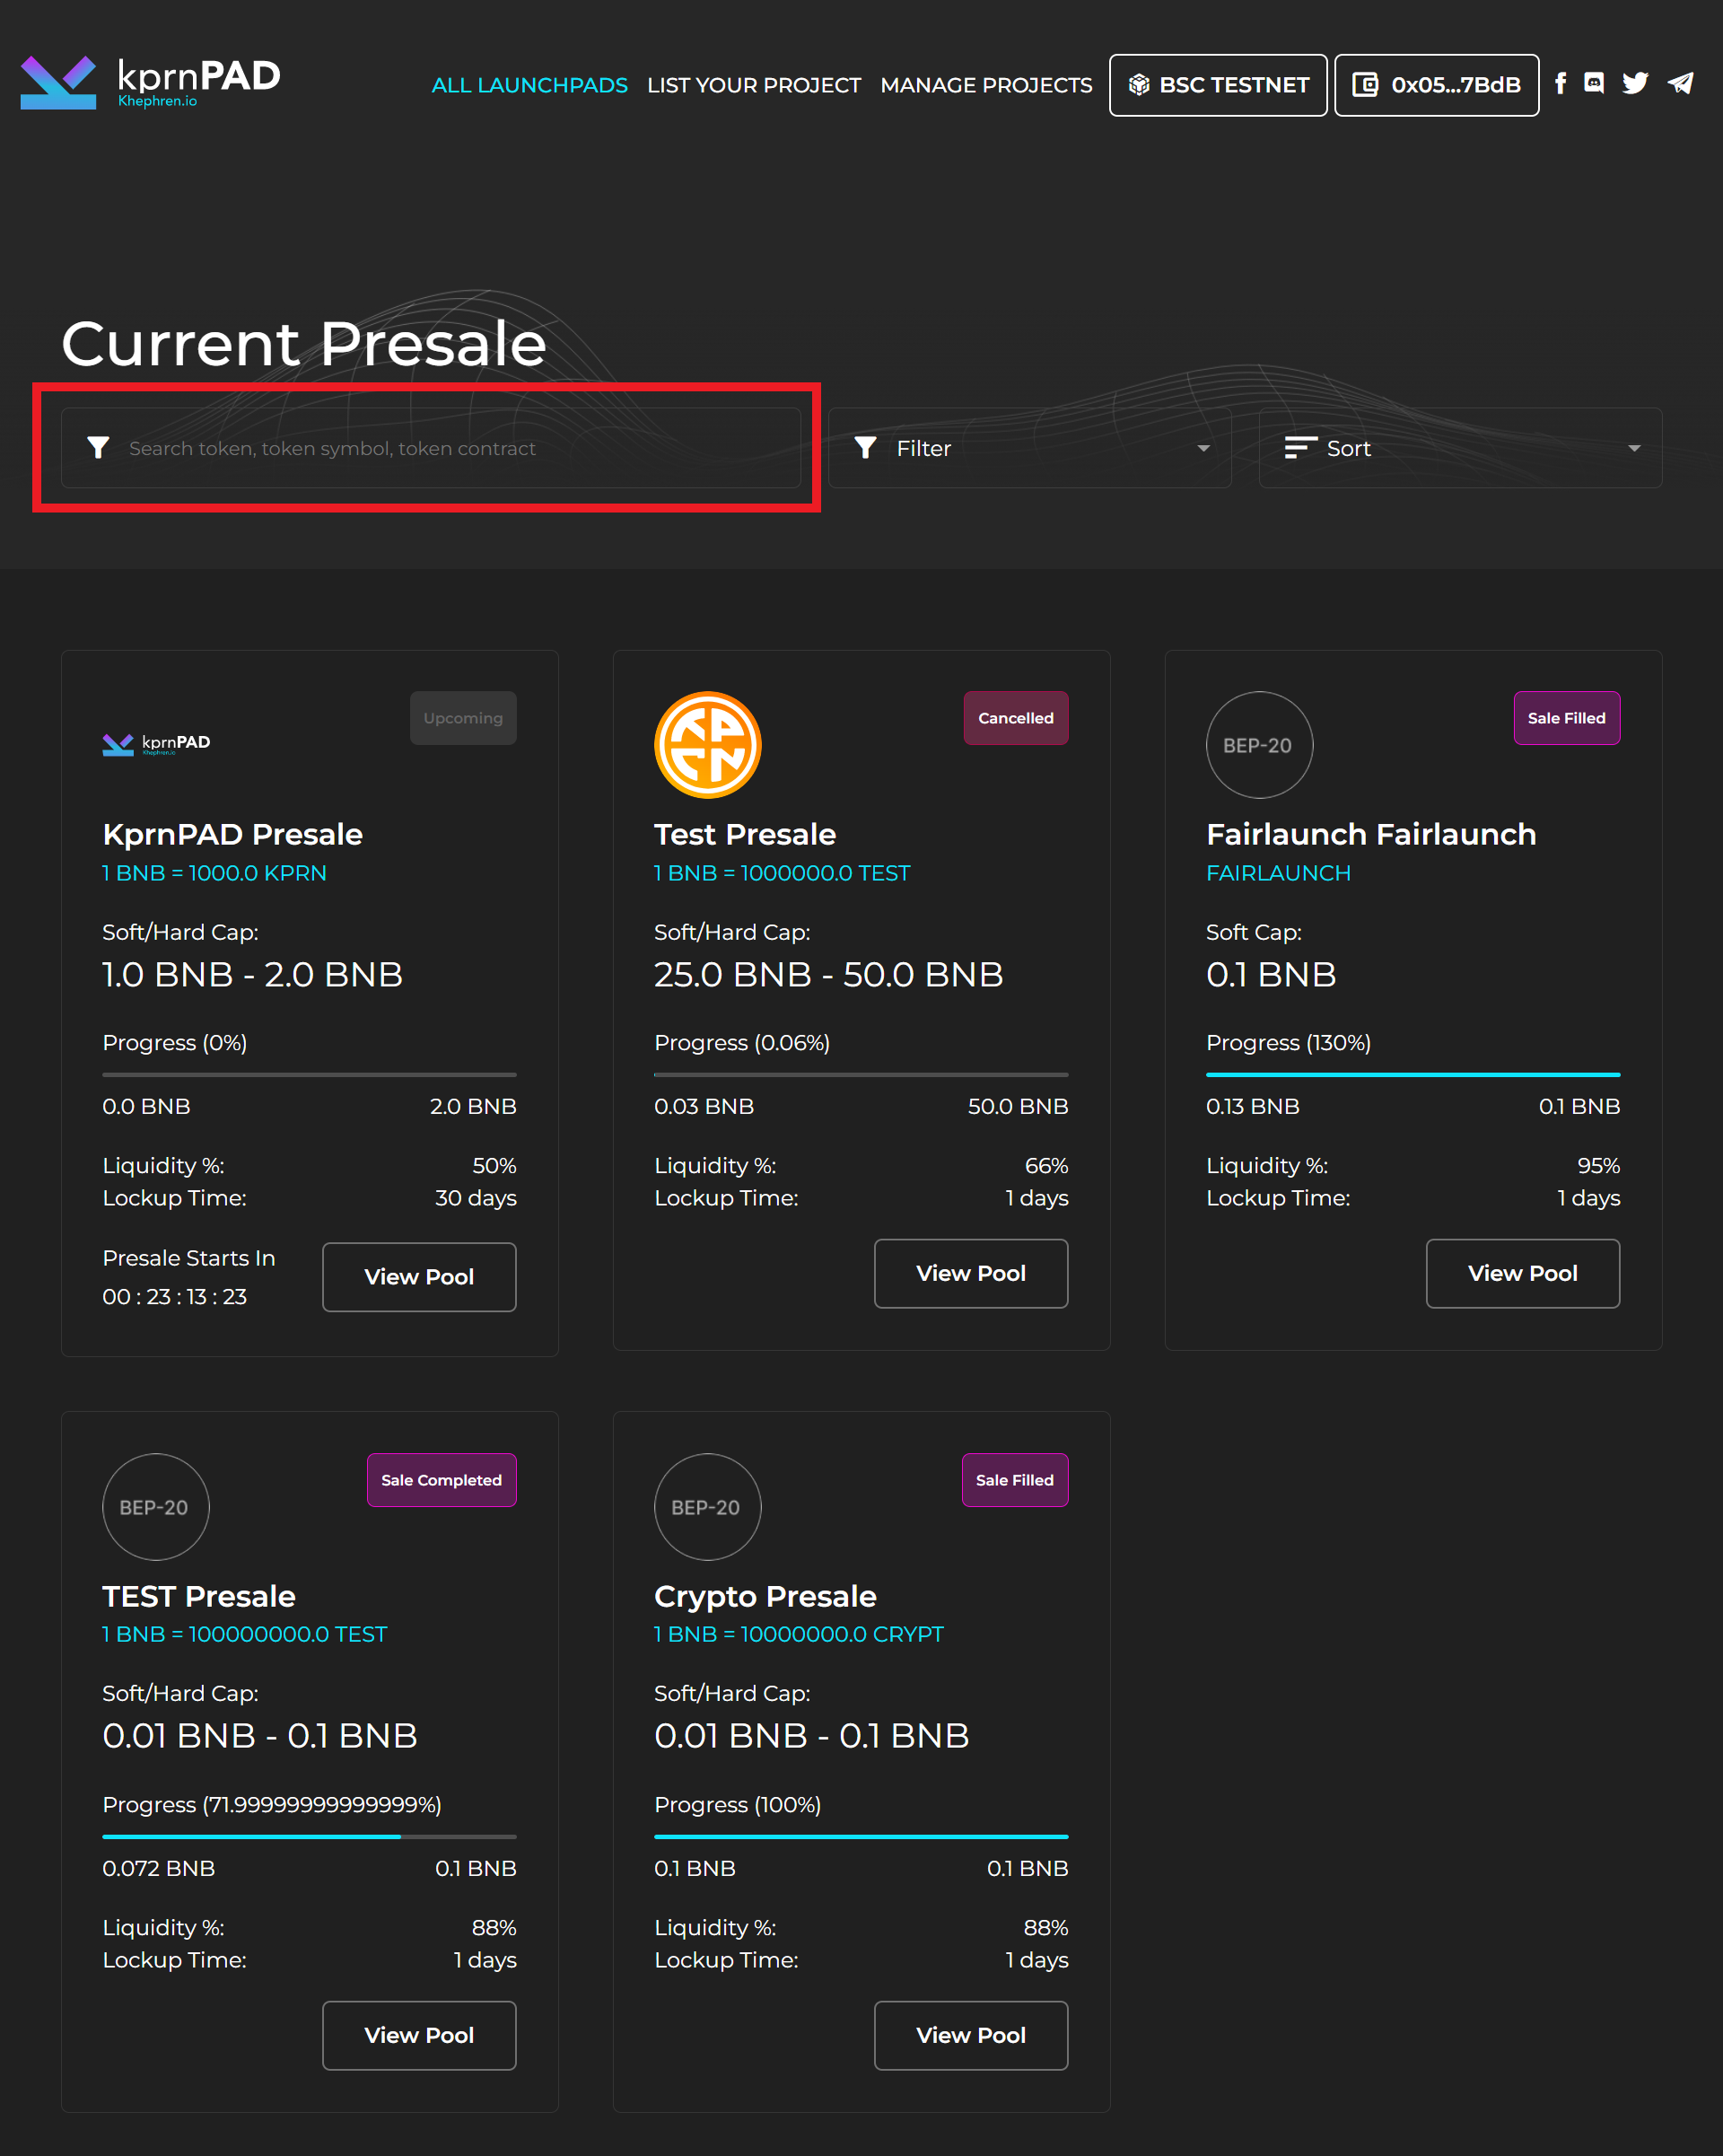 kprnPAD
Khephren.io
ALL LAUNCHPADS LIST YOUR PROJECT MANAGE PROJECTS BSC TESTNET 0x05...7BdB
Current Presale
Search token, token symbol, token contract
Filter
Sort
kprnPAD
Khephren.io
Upcoming
KprnPAD Presale
1 BNB = 1000.0 KPRN
Soft/Hard Cap:
1.0 BNB - 2.0 BNB
Progress (0%)
0.0 BNB 2.0 BNB
Liquidity %: 50%
Lockup Time: 30 days
Presale Starts In
00 : 23 : 13 : 23
View Pool
KPRN
Cancelled
Test Presale
1 BNB = 1000000.0 TEST
Soft/Hard Cap:
25.0 BNB - 50.0 BNB
Progress (0.06%)
0.03 BNB 50.0 BNB
Liquidity %: 66%
Lockup Time: 1 days
View Pool
BEP-20
Sale Filled
Fairlaunch Fairlaunch
FAIRLAUNCH
Soft Cap:
0.1 BNB
Progress (130%)
0.13 BNB 0.1 BNB
Liquidity %: 95%
Lockup Time: 1 days
View Pool
BEP-20
Sale Completed
TEST Presale
1 BNB = 100000000.0 TEST
Soft/Hard Cap:
0.01 BNB - 0.1 BNB
Progress (71.99999999999999%)
0.072 BNB 0.1 BNB
Liquidity %: 88%
Lockup Time: 1 days
View Pool
BEP-20
Sale Filled
Crypto Presale
1 BNB = 10000000.0 CRYPT
Soft/Hard Cap:
0.01 BNB - 0.1 BNB
Progress (100%)
0.1 BNB 0.1 BNB
Liquidity %: 88%
Lockup Time: 1 days
View Pool